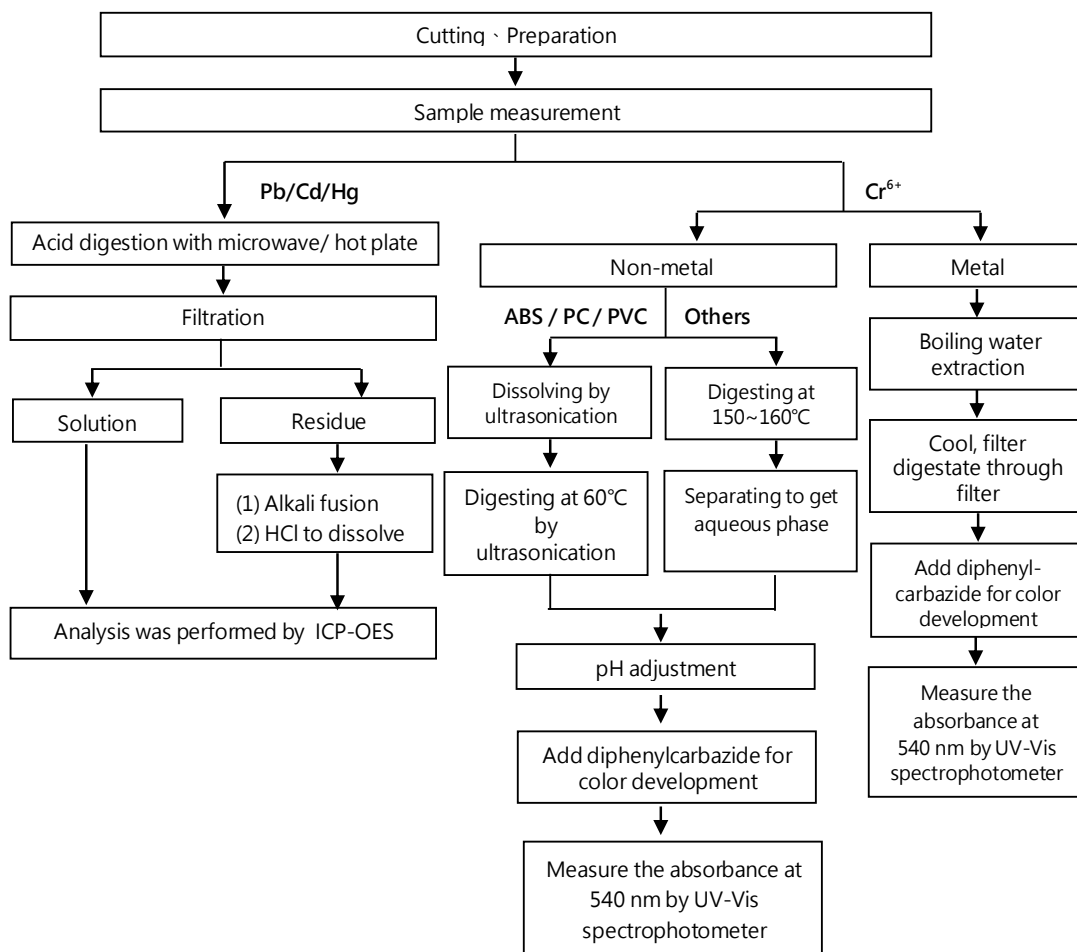 Cutting、Preparation
Sample measurement
Pb/Cd/Hg
Cr⁶⁺
Acid digestion with microwave/ hot plate
Filtration
Solution
Residue
(1) Alkali fusion
(2) HCl to dissolve
Analysis was performed by ICP-OES
Non-metal
ABS / PC / PVC
Others
Dissolving by
ultrasonication
Digesting at 60℃
by
ultrasonication
Digesting at
150~160℃
Separating to get
aqueous phase
pH adjustment
Add diphenylcarbazide for
color development
Measure the absorbance at
540 nm by UV-Vis
spectrophotometer
Metal
Boiling water
extraction
Cool, filter
digestate through
filter
Add diphenyl-
carbazide for color
development
Measure the
absorbance at
540 nm by UV-Vis
spectrophotometer